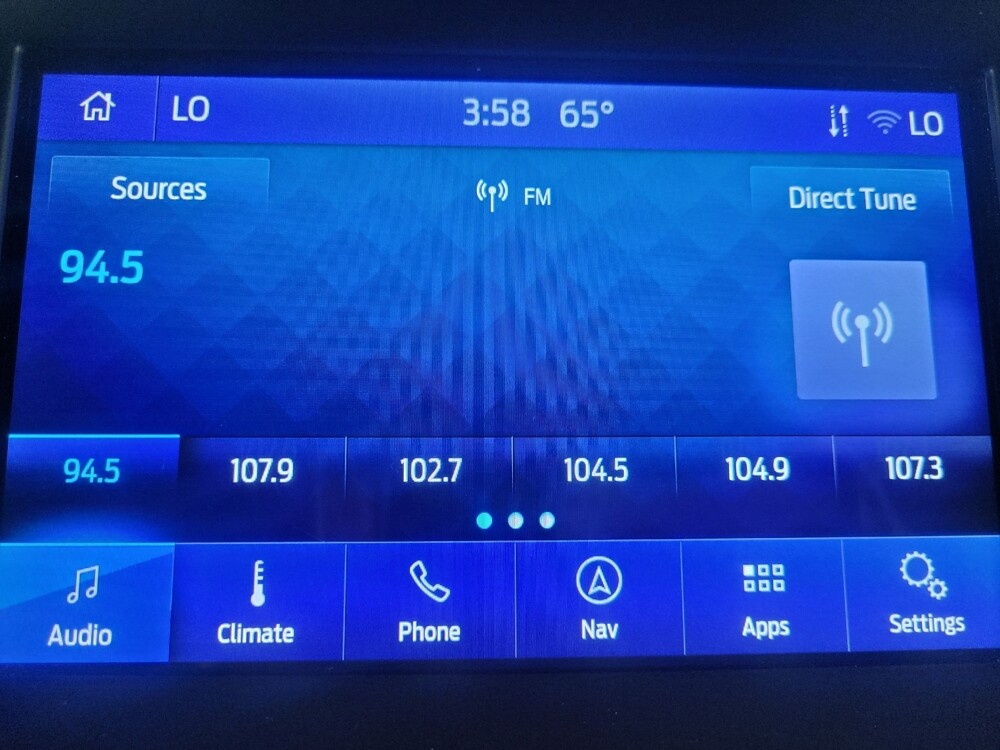 LO 3:58 65° LO
Sources FM Direct Tune
94.5
94.5 107.9 102.7 104.5 104.9 107.3
Audio Climate Phone Nav Apps Settings